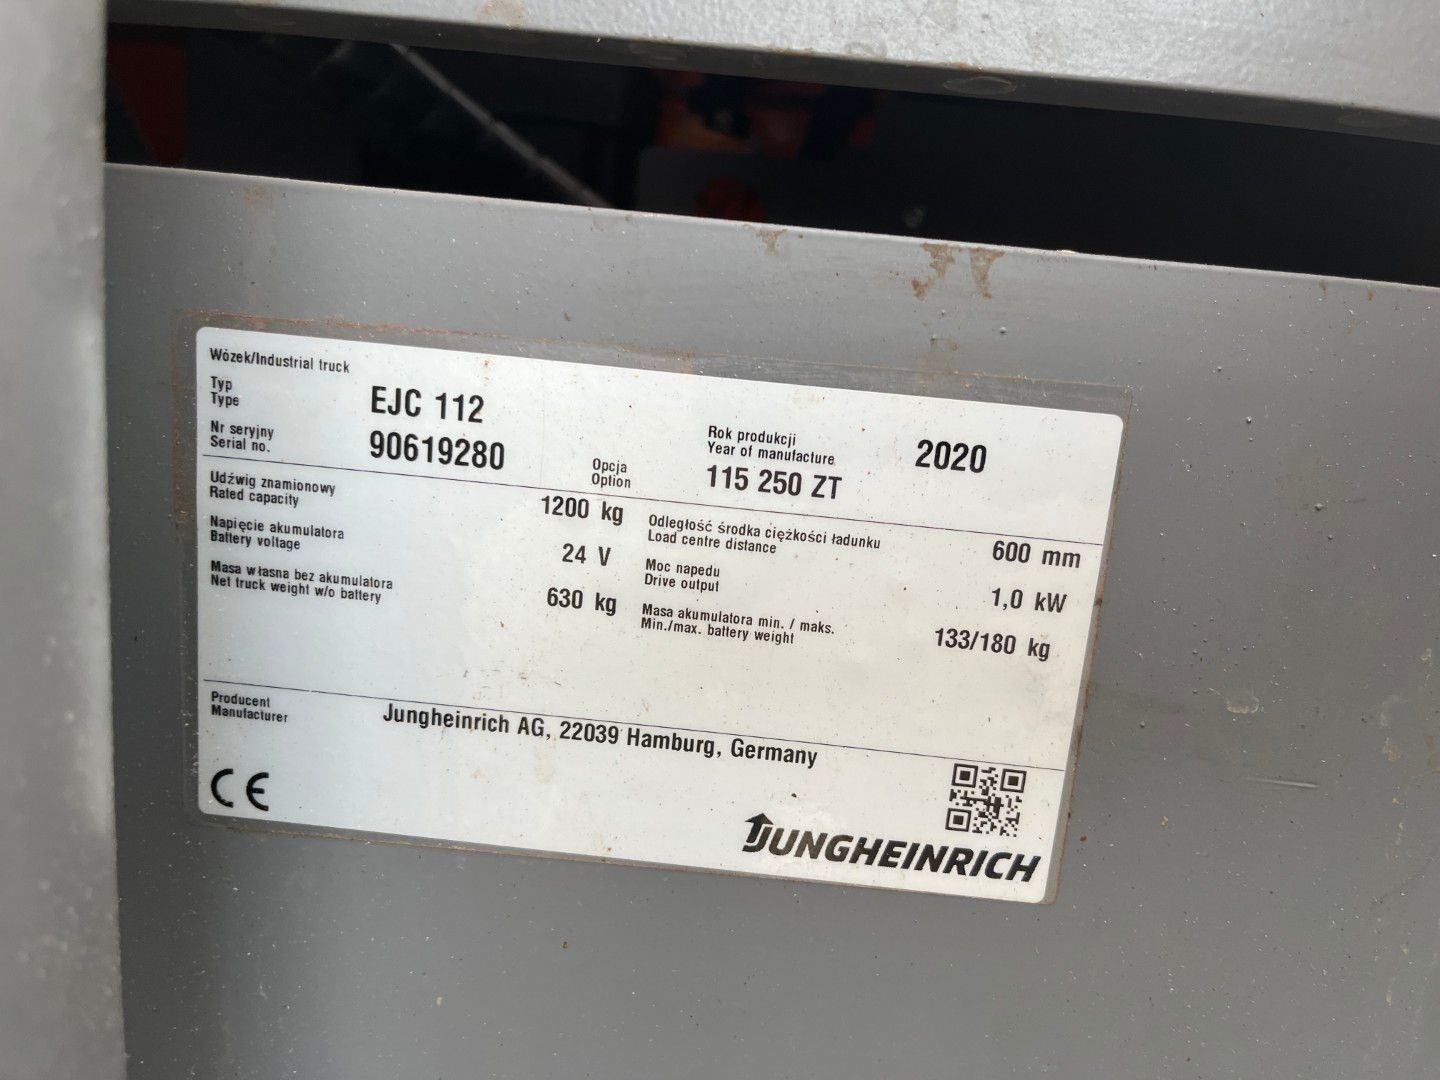 Wózek/Industrial truck
Typ
Type
EJC 112
Nr seryjny
Serial no.
90619280
Opcja
Option
Rok produkcji
Year of manufacture
2020
115 250 ZT
Udźwig znamionowy
Rated capacity
1200 kg
Odległość środka ciężkości ładunku
Load centre distance
600 mm
Napięcie akumulatora
Battery voltage
24 V
Moc napędu
Drive output
1,0 kW
Masa własna bez akumulatora
Net truck weight w/o battery
630 kg
Masa akumulatora min. / maks.
Min./max. battery weight
133/180 kg
Producent
Manufacturer
Jungheinrich AG, 22039 Hamburg, Germany
CE
JUNGHEINRICH